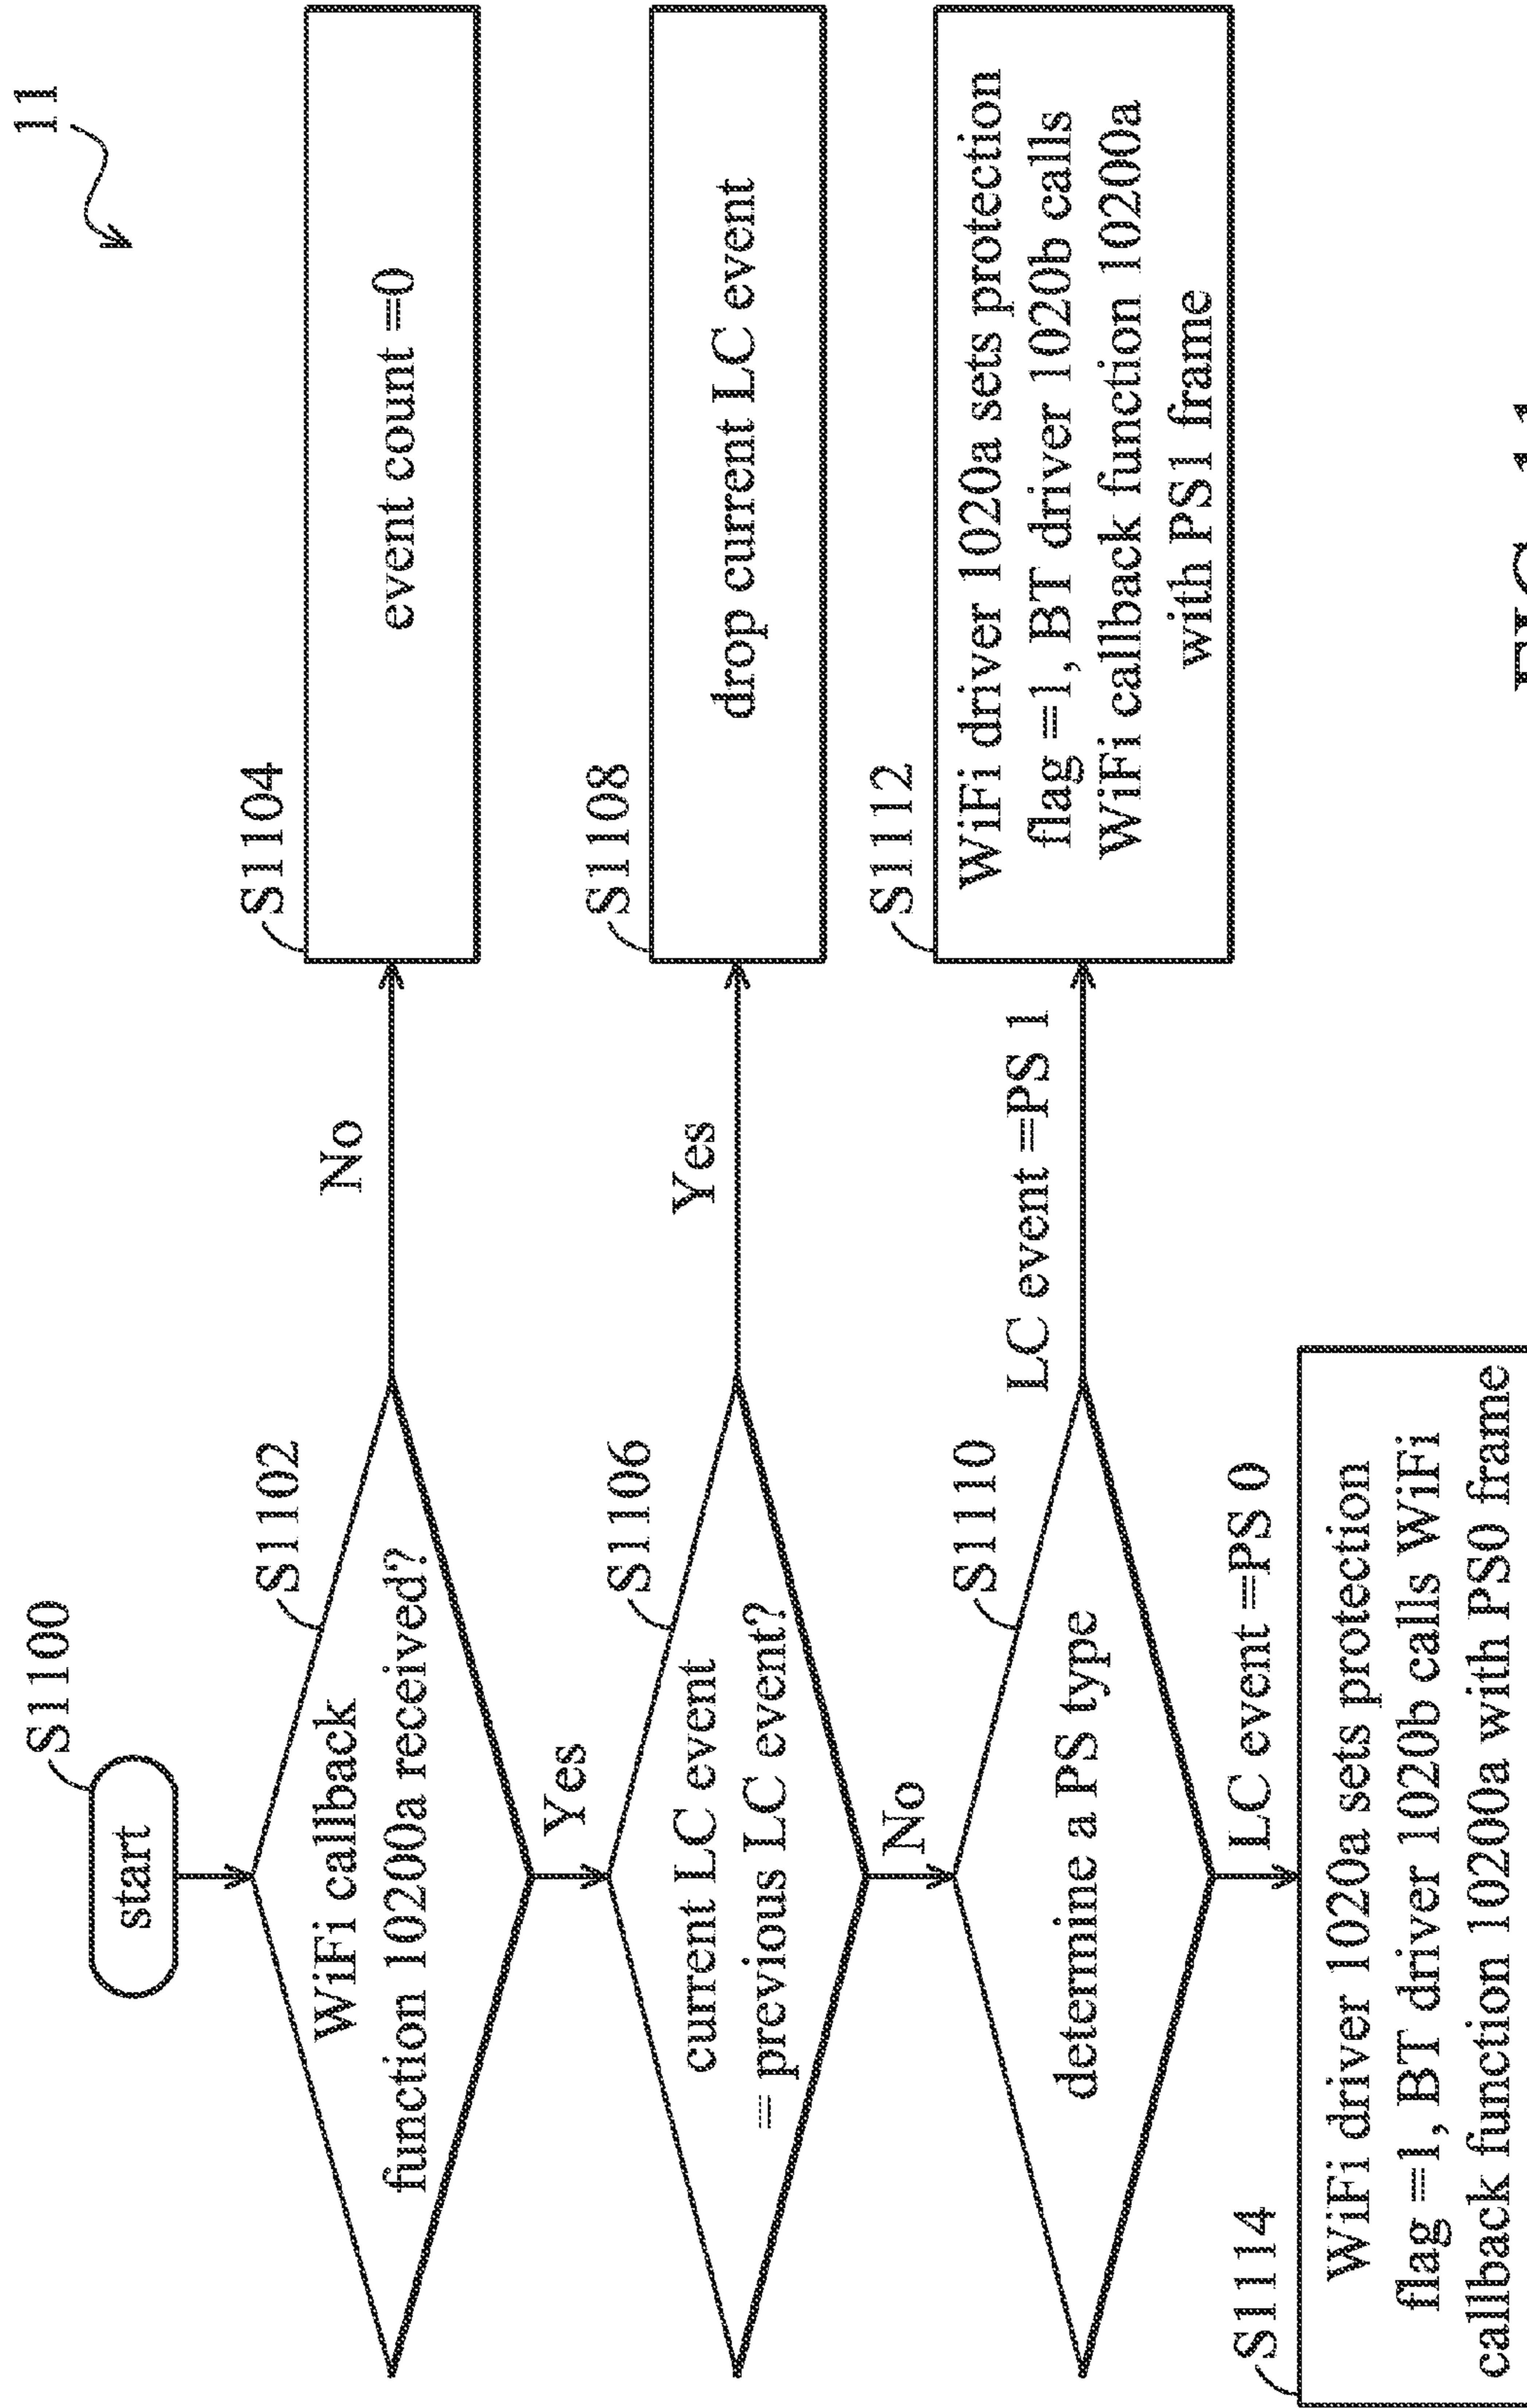 11
S1100
start
S1102
WiFi callback
function 10200a received?
No
S1104
event count =0
Yes
S1106
current LC event
= previous LC event?
Yes
S1108
drop current LC event
No
S1110
determine a PS type
LC event =PS 1
S1112
WiFi driver 1020a sets protection
flag =1, BT driver 1020b calls
WiFi callback function 10200a
with PS1 frame
LC event =PS 0
S1114
WiFi driver 1020a sets protection
flag =1, BT driver 1020b calls WiFi
callback function 10200a with PS0 frame